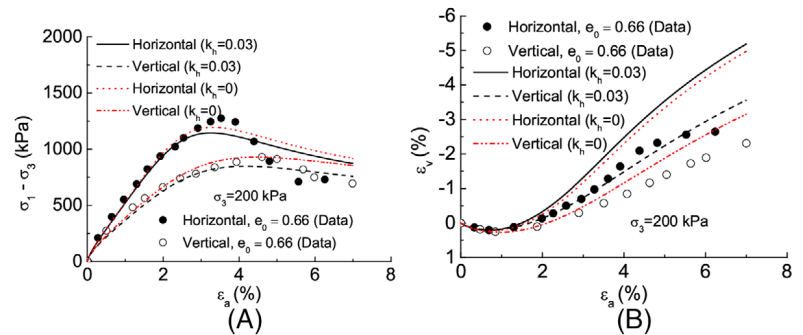 2000
1500
1000
500
0
σ₁ - σ₃ (kPa)
Horizontal (kₕ=0.03)
Vertical (kₕ=0.03)
Horizontal (kₕ=0)
Vertical (kₕ=0)
σ₃=200 kPa
Horizontal, e₀ = 0.66 (Data)
Vertical, e₀ = 0.66 (Data)
0 2 4 6 8
εₐ(%)
(A)
-6
-5
-4
-3
-2
-1
0
1
εᵥ(%)
Horizontal, e₀ = 0.66 (Data)
Vertical, e₀ = 0.66 (Data)
Horizontal (kₕ=0.03)
Vertical (kₕ=0.03)
Horizontal (kₕ=0)
Vertical (kₕ=0)
σ₃=200 kPa
0 2 4 6 8
εₐ(%)
(B)